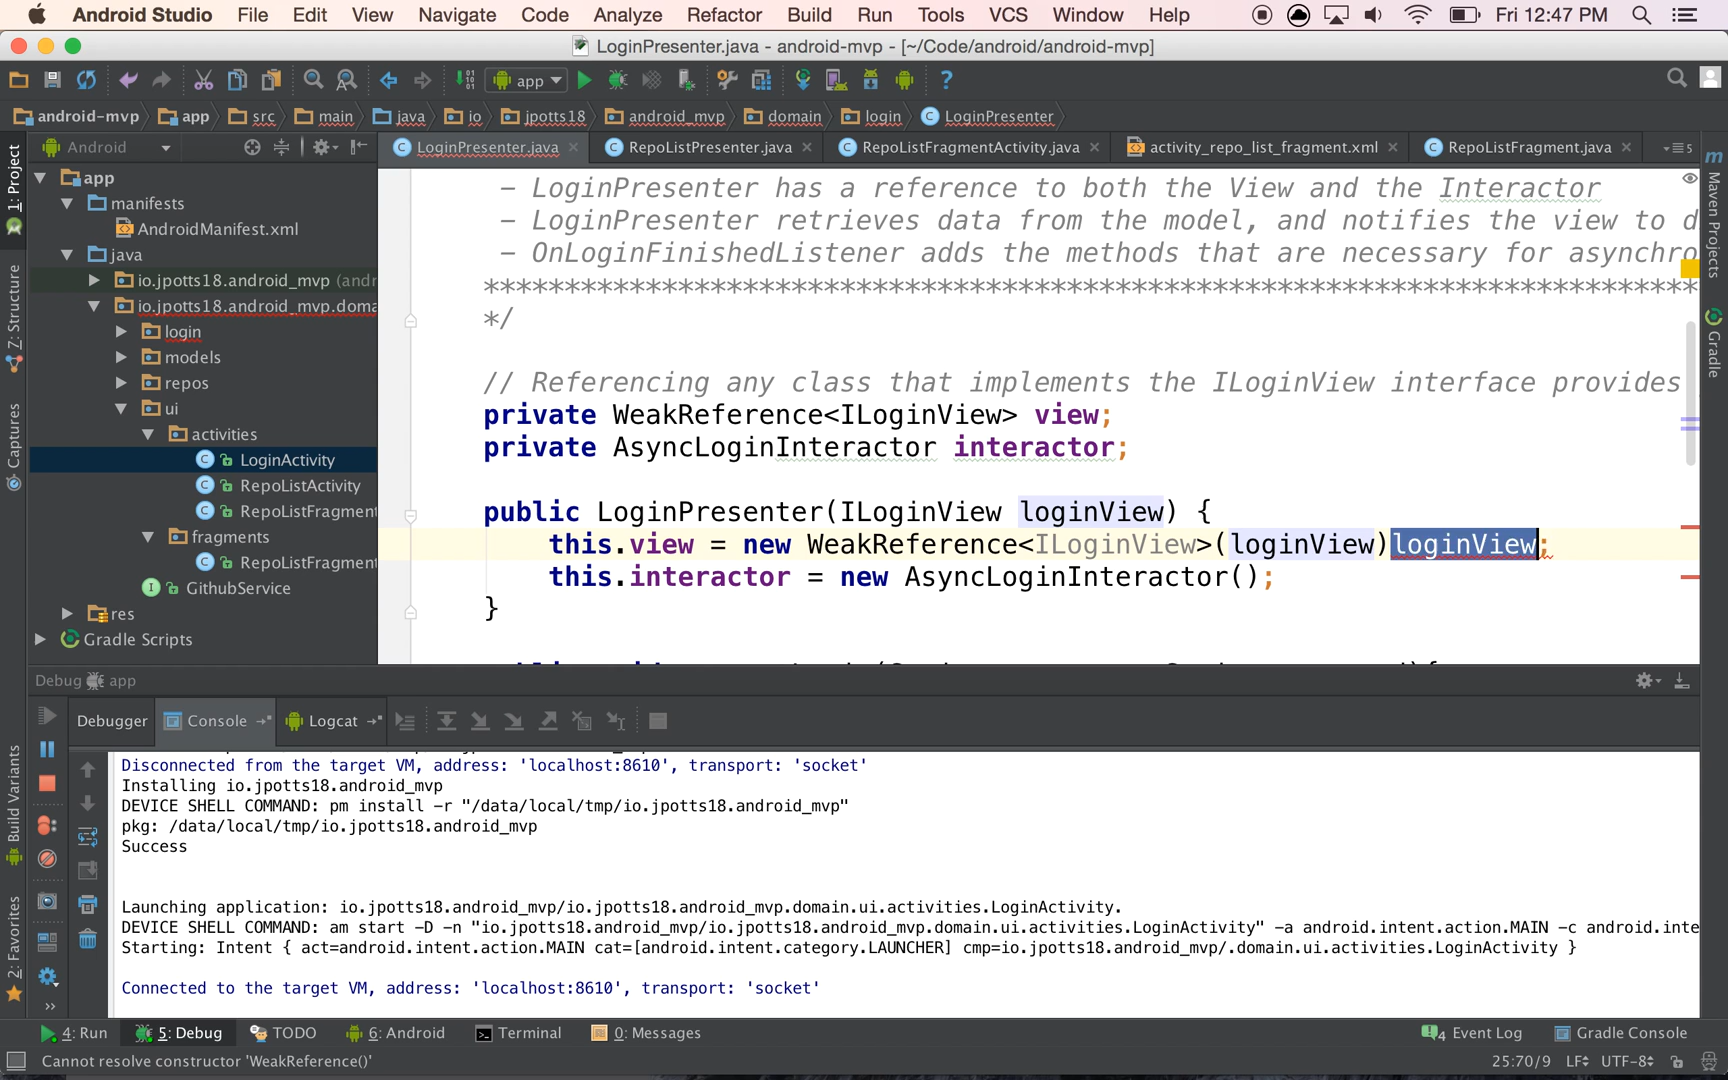 Android Studio File Edit View Navigate Code Analyze Refactor Build Run Tools VCS Window Help Fri 12:47 PM
LoginPresenter.java - android-mvp - [~/Code/android/android-mvp]
app
android-mvp app src main java io jpotts18 android_mvp domain login LoginPresenter
Android
LoginPresenter.java RepoListPresenter.java RepoListFragmentActivity.java activity_repo_list_fragment.xml RepoListFragment.java 5
1: Project
Z: Structure
Captures
Build Variants
2: Favorites
app
manifests
AndroidManifest.xml
java
io.jpotts18.android_mvp (andr
io.jpotts18.android_mvp.doma
login
models
repos
ui
activities
LoginActivity
RepoListActivity
RepoListFragment
fragments
RepoListFragment
GithubService
res
Gradle Scripts
- LoginPresenter has a reference to both the View and the Interactor
- LoginPresenter retrieves data from the model, and notifies the view to d
- OnLoginFinishedListener adds the methods that are necessary for asynchro
***************************************************************************
*/
// Referencing any class that implements the ILoginView interface provides
private WeakReference<ILoginView> view;
private AsyncLoginInteractor interactor;
public LoginPresenter(ILoginView loginView) {
this.view = new WeakReference<ILoginView>(loginView)loginView;
this.interactor = new AsyncLoginInteractor();
}
Maven Projects
Gradle
Debug app
Debugger Console Logcat
Disconnected from the target VM, address: 'localhost:8610', transport: 'socket'
Installing io.jpotts18.android_mvp
DEVICE SHELL COMMAND: pm install -r "/data/local/tmp/io.jpotts18.android_mvp"
pkg: /data/local/tmp/io.jpotts18.android_mvp
Success
Launching application: io.jpotts18.android_mvp/io.jpotts18.android_mvp.domain.ui.activities.LoginActivity.
DEVICE SHELL COMMAND: am start -D -n "io.jpotts18.android_mvp/io.jpotts18.android_mvp.domain.ui.activities.LoginActivity" -a android.intent.action.MAIN -c android.inte
Starting: Intent { act=android.intent.action.MAIN cat=[android.intent.category.LAUNCHER] cmp=io.jpotts18.android_mvp/.domain.ui.activities.LoginActivity }
Connected to the target VM, address: 'localhost:8610', transport: 'socket'
4: Run 5: Debug TODO 6: Android Terminal 0: Messages 4 Event Log Gradle Console
Cannot resolve constructor 'WeakReference()' 25:70/9 LF UTF-8